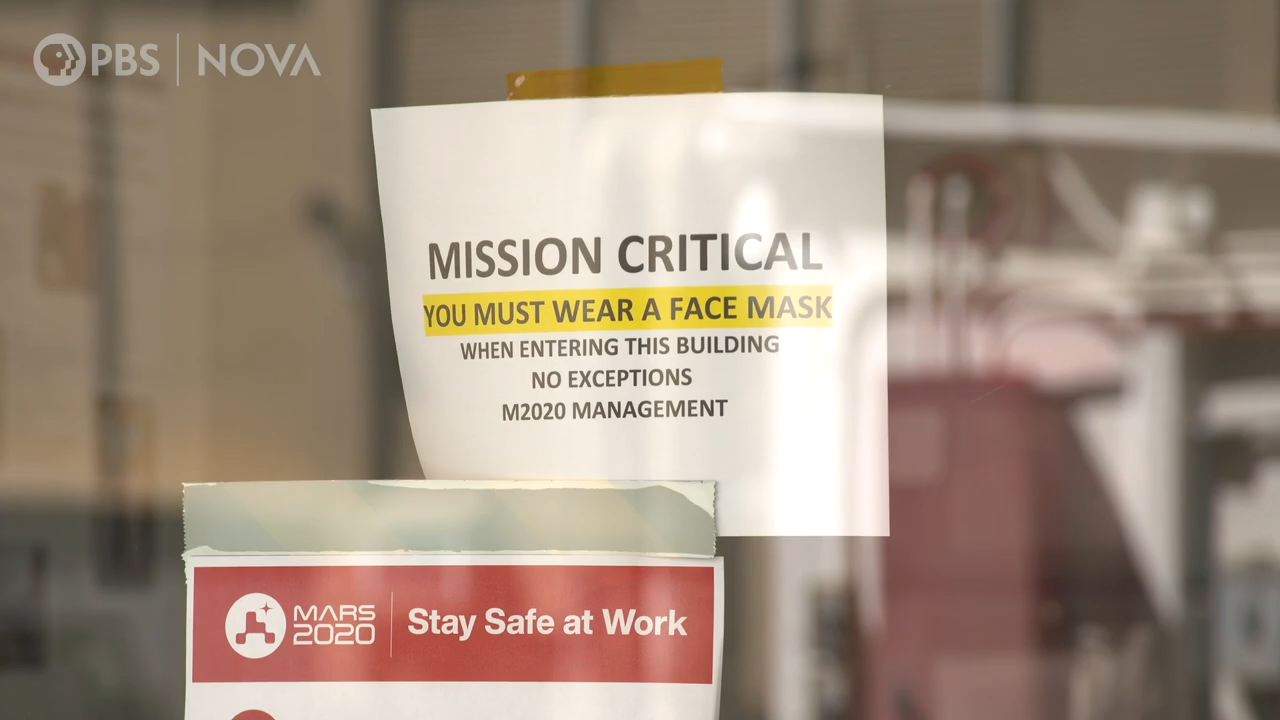 PBS | NOVA
MISSION CRITICAL
YOU MUST WEAR A FACE MASK
WHEN ENTERING THIS BUILDING
NO EXCEPTIONS
M2020 MANAGEMENT
MARS
2020
Stay Safe at Work